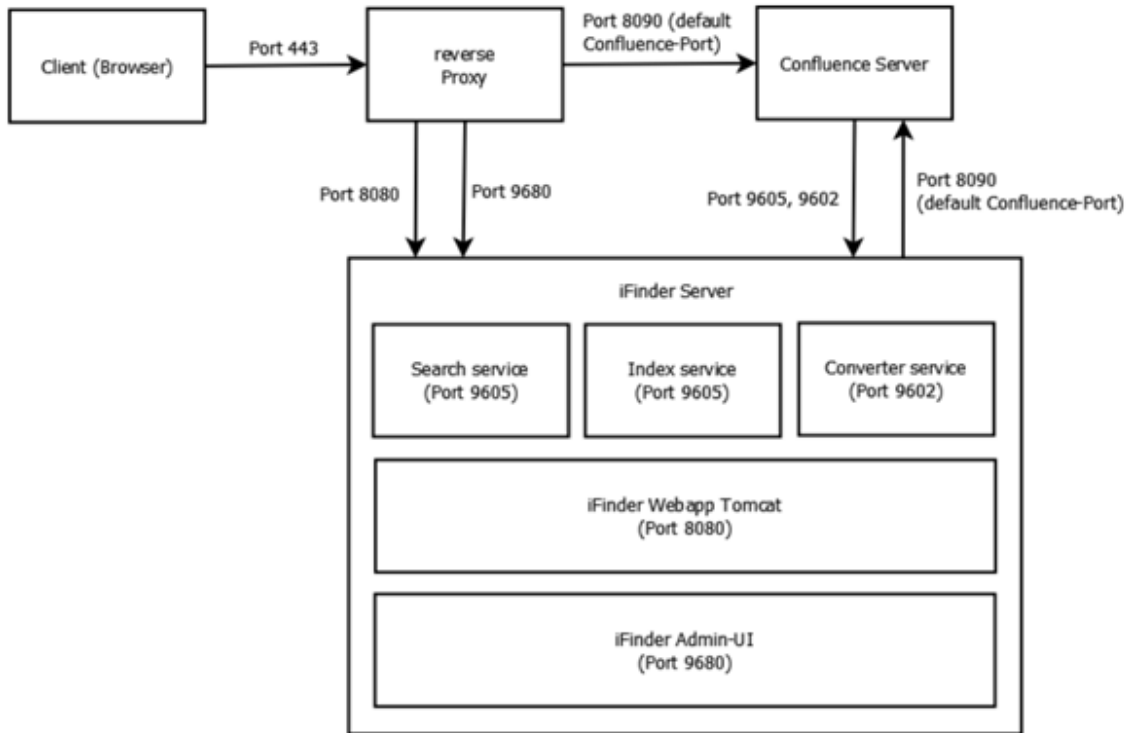 Client (Browser)
Port 443
reverse
Proxy
Port 8090 (default
Confluence-Port)
Confluence Server
Port 8080
Port 9680
Port 9605, 9602
Port 8090
(default Confluence-Port)
iFinder Server
Search service
(Port 9605)
Index service
(Port 9605)
Converter service
(Port 9602)
iFinder Webapp Tomcat
(Port 8080)
iFinder Admin-UI
(Port 9680)